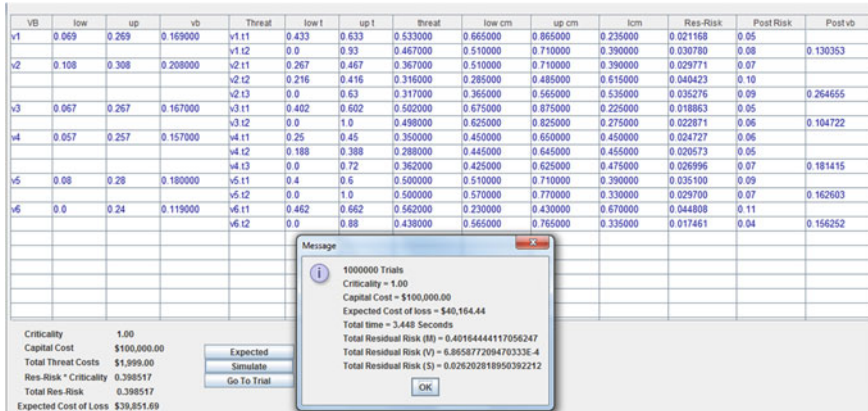 VB low up vb Threat low t up t threat low cm up cm lcm Res-Risk Post Risk Post vb
v1 0.069 0.269 0.169000 v1.t1 0.433 0.633 0.533000 0.665000 0.865000 0.235000 0.021168 0.05
v1.t2 0.0 0.93 0.467000 0.510000 0.710000 0.390000 0.030780 0.08 0.130353
v2 0.108 0.308 0.208000 v2.t1 0.267 0.467 0.367000 0.510000 0.710000 0.390000 0.029771 0.07
v2.t2 0.216 0.416 0.316000 0.285000 0.485000 0.615000 0.040423 0.10
v2.t3 0.0 0.63 0.317000 0.365000 0.565000 0.535000 0.035276 0.09 0.264655
v3 0.067 0.267 0.167000 v3.t1 0.402 0.602 0.502000 0.675000 0.875000 0.225000 0.018863 0.05
v3.t2 0.0 1.0 0.498000 0.625000 0.825000 0.275000 0.022871 0.06 0.104722
v4 0.057 0.257 0.157000 v4.t1 0.25 0.45 0.350000 0.450000 0.650000 0.450000 0.024727 0.06
v4.t2 0.188 0.388 0.288000 0.445000 0.645000 0.455000 0.020573 0.05
v4.t3 0.0 0.72 0.362000 0.425000 0.625000 0.475000 0.026996 0.07 0.181415
v5 0.08 0.28 0.180000 v5.t1 0.4 0.6 0.500000 0.510000 0.710000 0.390000 0.035100 0.09
v5.t2 0.0 1.0 0.500000 0.570000 0.770000 0.330000 0.029700 0.07 0.162603
v6 0.0 0.24 0.119000 v6.t1 0.462 0.662 0.562000 0.230000 0.430000 0.670000 0.044808 0.11
v6.t2 0.0 0.88 0.438000 0.565000 0.765000 0.335000 0.017461 0.04 0.156252
Message
1000000 Trials
Criticality = 1.00
Capital Cost = $100,000.00
Expected Cost of loss = $40,164.44
Total time = 3.448 Seconds
Total Residual Risk (M) = 0.40164444117056247
Total Residual Risk (V) = 6.865877209470333E-4
Total Residual Risk (S) = 0.026202818950392212
OK
Criticality 1.00
Capital Cost $100,000.00
Total Threat Costs $1,999.00
Res-Risk * Criticality 0.398517
Total Res-Risk 0.398517
Expected Cost of Loss $39,851.69
Expected
Simulate
Go To Trial